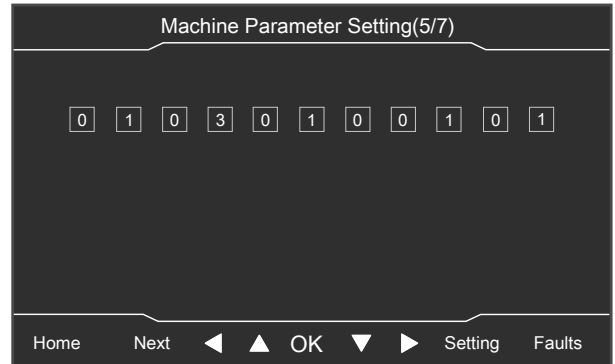 Machine Parameter Setting(5/7)
0 1 0 3 0 1 0 0 1 0 1
Home Next OK Setting Faults